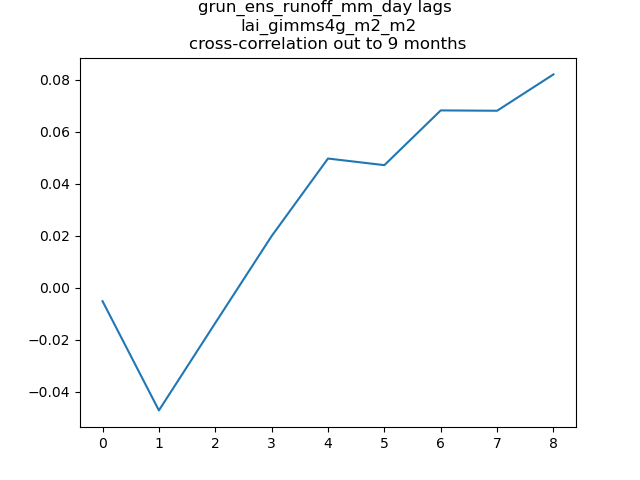 grun_ens_runoff_mm_day lags
lai_gimms4g_m2_m2
cross-correlation out to 9 months
0.08
0.06
0.04
0.02
0.00
−0.02
−0.04
0 1 2 3 4 5 6 7 8